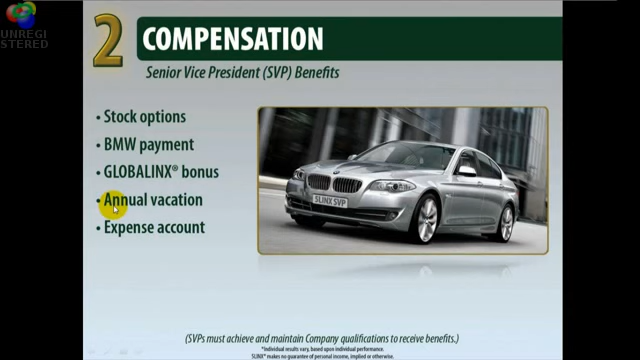 UNREGI
STERED
2 COMPENSATION
Senior Vice President (SVP) Benefits
• Stock options
• BMW payment
• GLOBALINX® bonus
• Annual vacation
• Expense account
5LINX SVP
(SVPs must achieve and maintain Company qualifications to receive benefits.)
*Individual results vary, based upon individual performance.
5LINX® makes no guarantee of personal income, implied or otherwise.